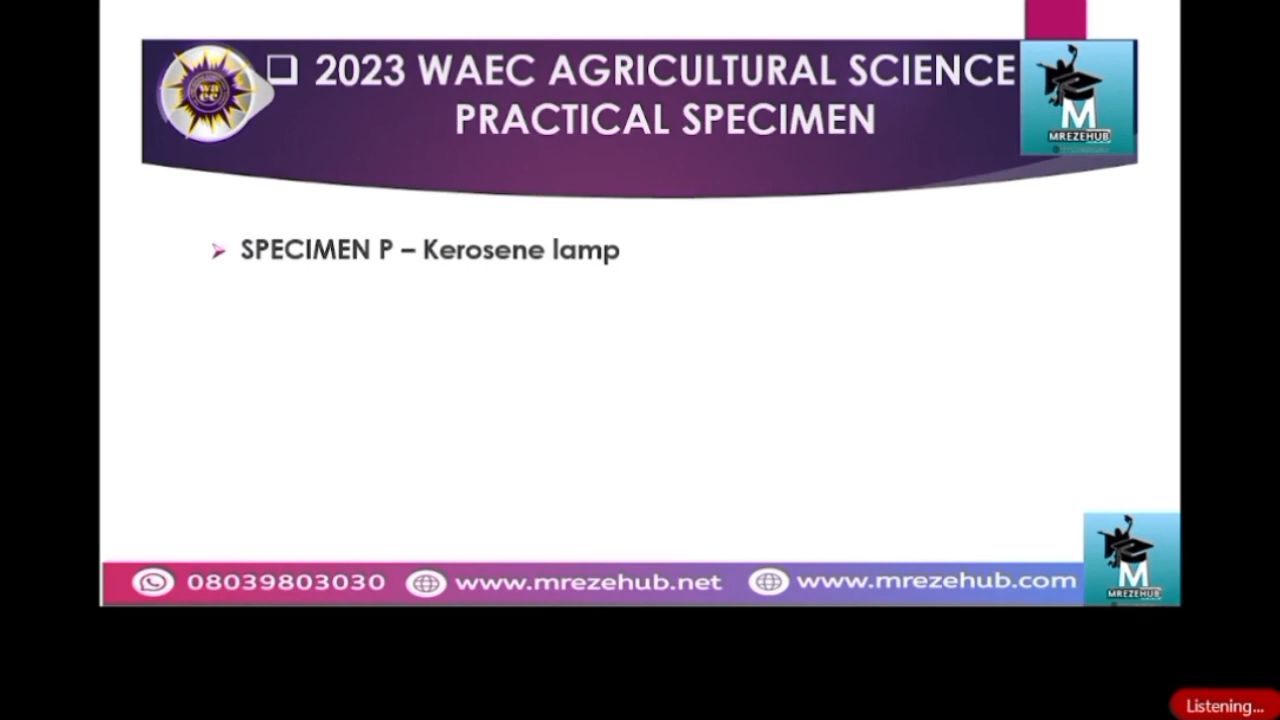 ❑ 2023 WAEC AGRICULTURAL SCIENCE
PRACTICAL SPECIMEN
M
MREZEHUB
➢ SPECIMEN P – Kerosene lamp
08039803030 www.mrezehub.net www.mrezehub.com
M
MREZEHUB
Listening...